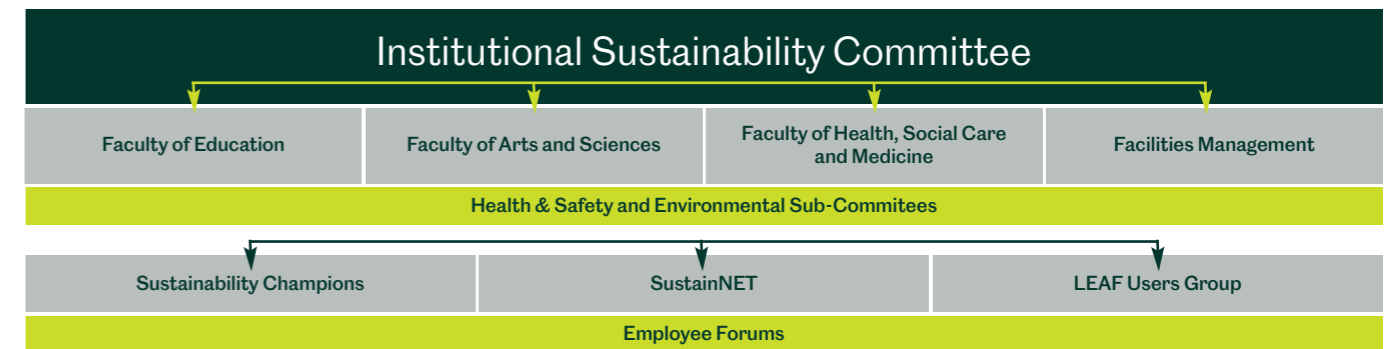 Institutional Sustainability Committee
Faculty of Education
Faculty of Arts and Sciences
Faculty of Health, Social Care
and Medicine
Facilities Management
Health & Safety and Environmental Sub-Commitees
Sustainability Champions
SustainNET
LEAF Users Group
Employee Forums